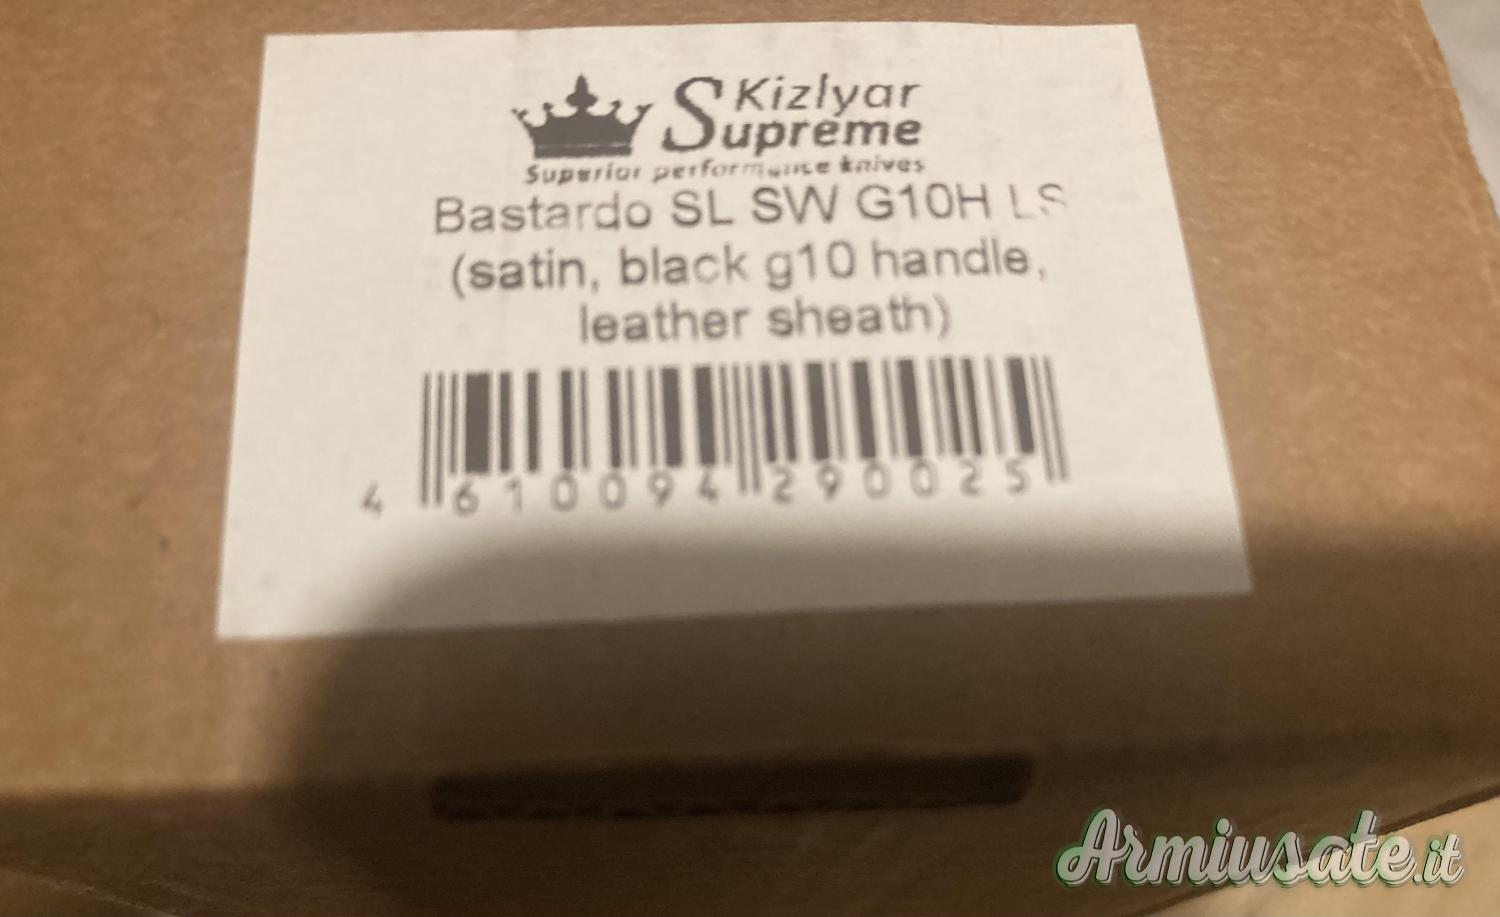 Kizlyar
Supreme
Superior performance knives
Bastardo SL SW G10H LS
(satin, black g10 handle,
leather sheath)
4 610094 290025
Armiusate.it